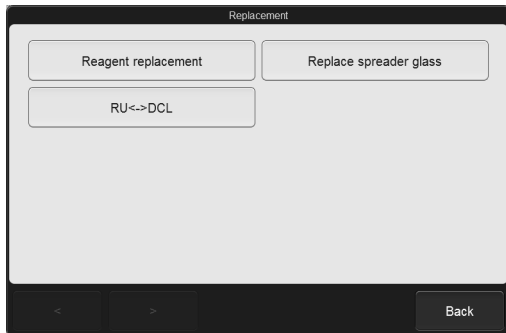 Replacement
Reagent replacement
Replace spreader glass
RU<->DCL
<
>
Back